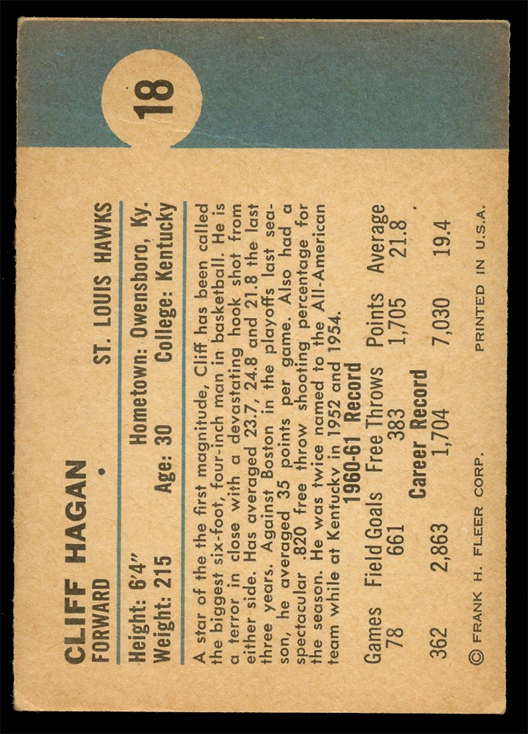 18
CLIFF HAGAN
FORWARD ST. LOUIS HAWKS
Height: 6'4" Hometown: Owensboro, Ky.
Weight: 215 Age: 30 College: Kentucky
A star of the the first magnitude, Cliff has been called
the biggest six-foot, four-inch man in basketball. He is
a terror in close with a devastating hook shot from
either side. Has averaged 23.7, 24.8 and 21.8 the last
three years. Against Boston in the playoffs last sea-
son, he averaged 35 points per game. Also had a
spectacular .820 free throw shooting percentage for
the season. He was twice named to the All-American
team while at Kentucky in 1952 and 1954.
1960-61 Record
Games Field Goals Free Throws Points Average
78 661 383 1,705 21.8
Career Record
362 2,863 1,704 7,030 19.4
© FRANK H. FLEER CORP. PRINTED IN U.S.A.